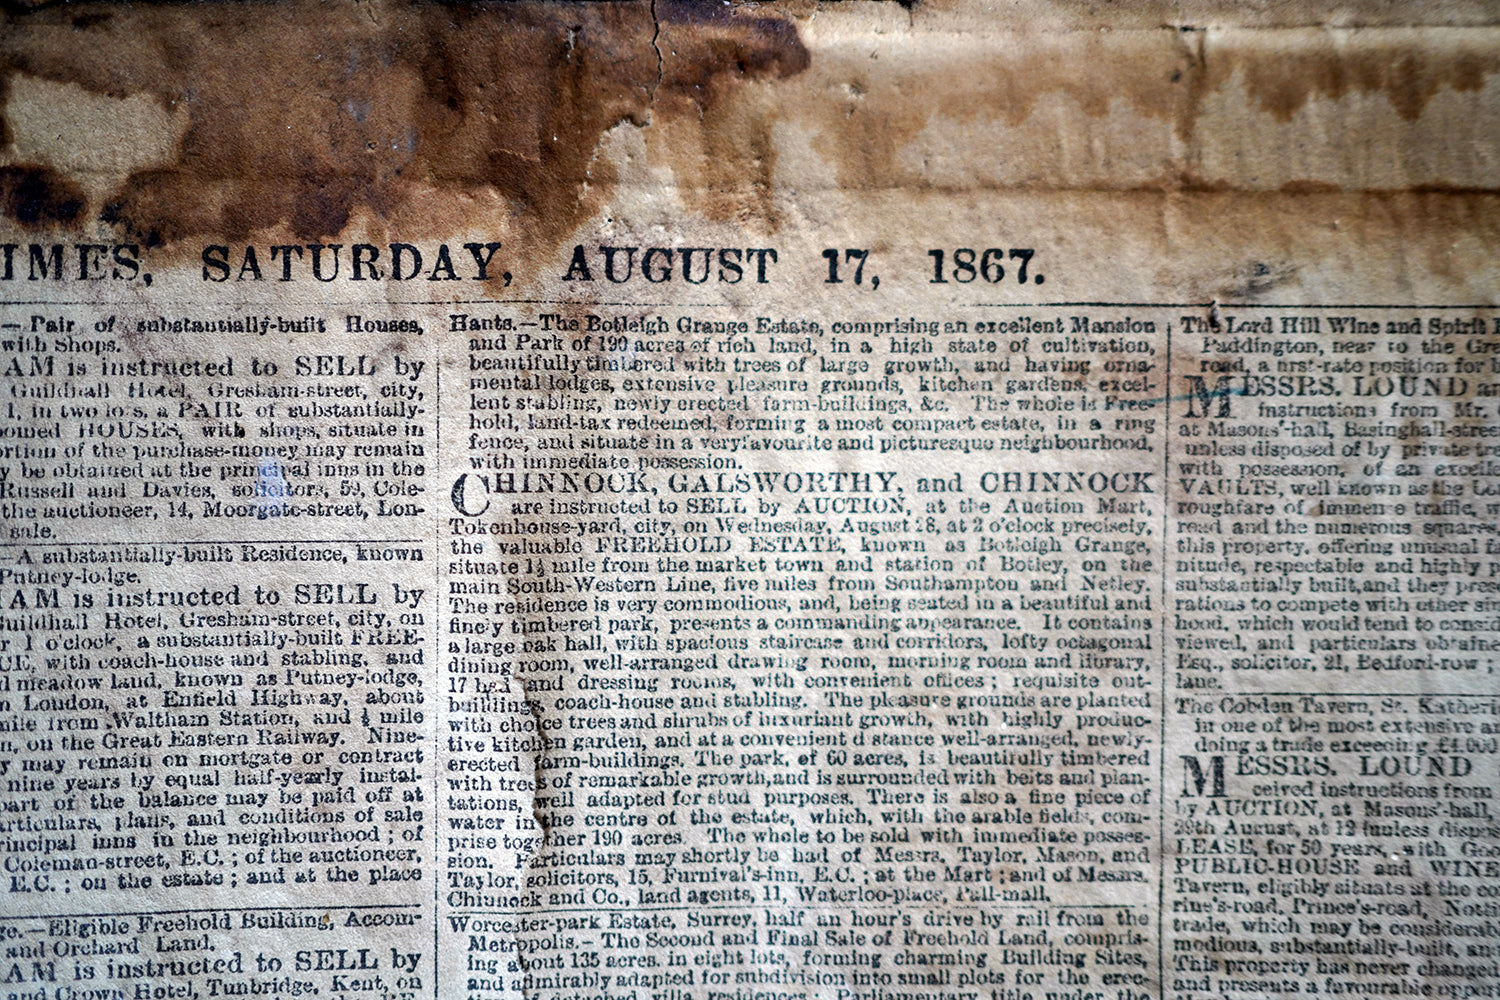 IMES, SATURDAY, AUGUST 17, 1867.
—Pair of substantially-built Houses,
with Shops.
AM is instructed to SELL by
Guildhall Hotel, Gresham-street, city,
1, in two lots, a PAIR of substantially-
oomed HOUSES, with shops, situate in
ortion of the purchase-money may remain
y be obtained at the principal inns in the
Russell and Davies, solicitors, 59, Cole-
the auctioneer, 14, Moorgate-street, Lon-
sale.
—A substantially-built Residence, known
Putney-lodge.
AM is instructed to SELL by
Guildhall Hotel, Gresham-street, city, on
r 1 o'clock, a substantially-built FREE-
CE, with coach-house and stabling, and
d meadow land, known as Putney-lodge,
n London, at Enfield Highway, about
mile from Waltham Station, and ¼ mile
n, on the Great Eastern Railway. Nine-
y may remain on mortgage or contract
nine years by equal half-yearly instal-
part of the balance may be paid off at
articulars, plans, and conditions of sale
rincipal inns in the neighbourhood; of
Coleman-street, E.C.; of the auctioneer,
E.C.; on the estate; and at the place
ge.—Eligible Freehold Building, Accom-
and Orchard Land.
AM is instructed to SELL by
and Crown Hotel, Tunbridge, Kent, on
Hants.—The Botleigh Grange Estate, comprising an excellent Mansion
and Park of 190 acres of rich land, in a high state of cultivation,
beautifully timbered with trees of large growth, and having orna-
mental lodges, extensive pleasure grounds, kitchen gardens, excel-
lent stabling, newly erected farm-buildings, &c. The whole is Free-
hold, land-tax redeemed, forming a most compact estate, in a ring
fence, and situate in a very favourite and picturesque neighbourhood,
with immediate possession.
CHINNOCK, GALSWORTHY, and CHINNOCK
are instructed to SELL by AUCTION, at the Auction Mart,
Tokenhouse-yard, city, on Wednesday, August 28, at 2 o'clock precisely,
the valuable FREEHOLD ESTATE, known as Botleigh Grange,
situate 1½ mile from the market town and station of Botley, on the
main South-Western Line, five miles from Southampton and Netley.
The residence is very commodious, and, being seated in a beautiful and
finely timbered park, presents a commanding appearance. It contains
a large oak hall, with spacious staircase and corridors, lofty octagonal
dining room, well-arranged drawing room, morning room and library,
17 bed and dressing rooms, with convenient offices; requisite out-
buildings, coach-house and stabling. The pleasure grounds are planted
with choice trees and shrubs of luxuriant growth, with highly produc-
tive kitchen garden, and at a convenient distance well-arranged, newly-
erected farm-buildings. The park, of 60 acres, is beautifully timbered
with trees of remarkable growth, and is surrounded with belts and plan-
tations, well adapted for stud purposes. There is also a fine piece of
water in the centre of the estate, which, with the arable fields, com-
prise together 190 acres. The whole to be sold with immediate posses-
sion. Particulars may shortly be had of Messrs. Taylor, Mason, and
Taylor, solicitors, 15, Furnival's-inn, E.C.; at the Mart; and of Messrs.
Chinnock and Co., land agents, 11, Waterloo-place, Pall-mall.
Worcester-park Estate, Surrey, half an hour's drive by rail from the
Metropolis.—The Second and Final Sale of Freehold Land, compris-
ing about 135 acres, in eight lots, forming charming Building Sites,
and admirably adapted for subdivision into small plots for the erec-
tion of detached villa residences; Parliamentary title under the
The Lord Hill Wine and Spirit
Paddington, near to the Gre
road, a first-rate position for b
MESSRS. LOUND an
instructions from Mr.
at Masons'-hall, Basinghall-stree
unless disposed of by private tre
with possession, of an excelle
VAULTS, well known as the
roughfare of immense traffic, w
road and the numerous squares,
this property, offering unusual fa
nitude, respectable and highly p
substantially built, and they prese
rations to compete with other sim
hood, which would tend to consid
viewed, and particulars obtaine
Esq., solicitor, 21, Bedford-row;
lane.
The Cobden Tavern, St. Katheri
in one of the most extensive an
doing a trade exceeding £4,000
MESSRS. LOUND
ceived instructions from
by AUCTION, at Masons'-hall,
29th August, at 12 (unless dispos
LEASE, for 50 years, with Goo
PUBLIC-HOUSE and WINE
Tavern, eligibly situate at the co
rine's-road, Prince's-road, Notti
trade, which may be considerab
modious, substantially-built, and
This property has never changed
and presents a favourable opport